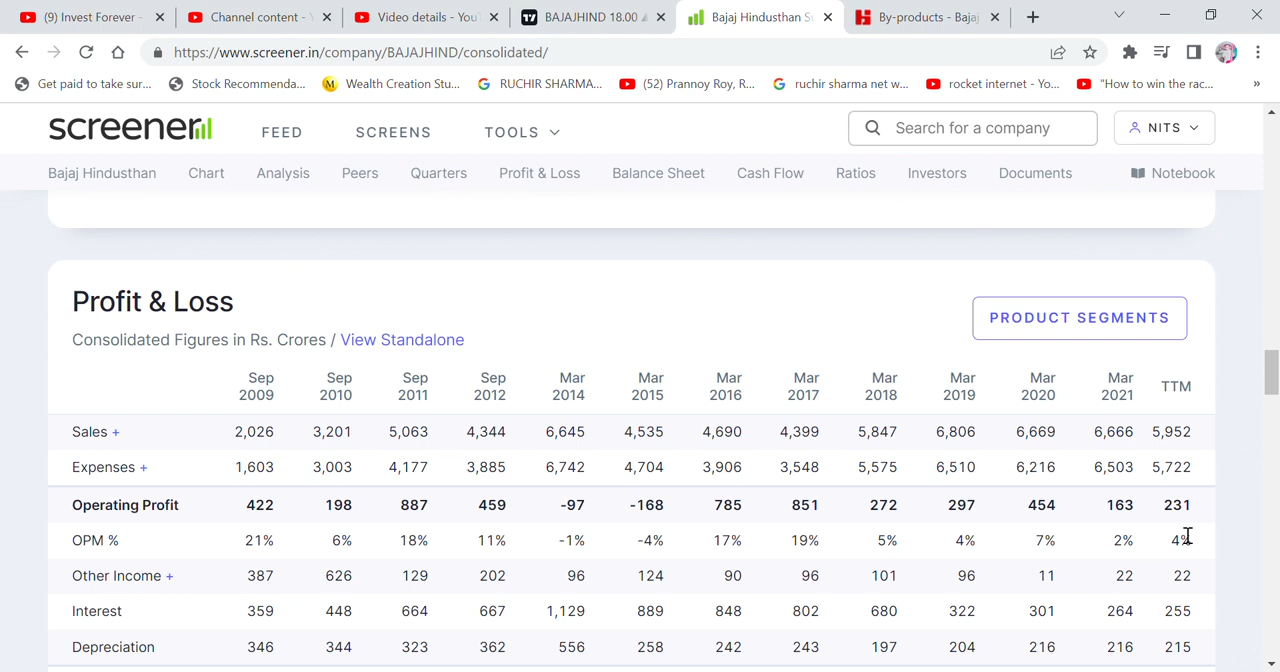 (9) Invest Forever -
Channel content -
Video details - You
BAJAJHIND 18.00
Bajaj Hindusthan Su
By-products - Bajaj
https://www.screener.in/company/BAJAJHIND/consolidated/
Get paid to take sur...
Stock Recommenda...
Wealth Creation Stu...
RUCHIR SHARMA...
(52) Prannoy Roy, R...
ruchir sharma net w...
rocket internet - Yo...
"How to win the rac...
»
screener
FEED
SCREENS
TOOLS
Search for a company
NITS
Bajaj Hindusthan Chart Analysis Peers Quarters Profit & Loss Balance Sheet Cash Flow Ratios Investors Documents Notebook
Profit & Loss
PRODUCT SEGMENTS
Consolidated Figures in Rs. Crores / View Standalone
Sep Sep Sep Sep Mar Mar Mar Mar Mar Mar Mar Mar TTM
2009 2010 2011 2012 2014 2015 2016 2017 2018 2019 2020 2021
Sales + 2,026 3,201 5,063 4,344 6,645 4,535 4,690 4,399 5,847 6,806 6,669 6,666 5,952
Expenses + 1,603 3,003 4,177 3,885 6,742 4,704 3,906 3,548 5,575 6,510 6,216 6,503 5,722
Operating Profit 422 198 887 459 -97 -168 785 851 272 297 454 163 231
OPM % 21% 6% 18% 11% -1% -4% 17% 19% 5% 4% 7% 2% 4%
Other Income + 387 626 129 202 96 124 90 96 101 96 11 22 22
Interest 359 448 664 667 1,129 889 848 802 680 322 301 264 255
Depreciation 346 344 323 362 556 258 242 243 197 204 216 216 215